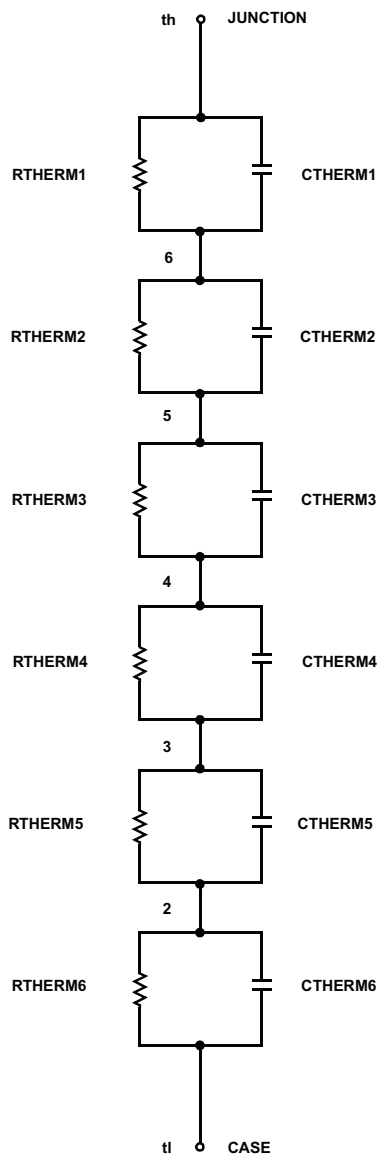 th JUNCTION
RTHERM1 CTHERM1
6
RTHERM2 CTHERM2
5
RTHERM3 CTHERM3
4
RTHERM4 CTHERM4
3
RTHERM5 CTHERM5
2
RTHERM6 CTHERM6
tl CASE